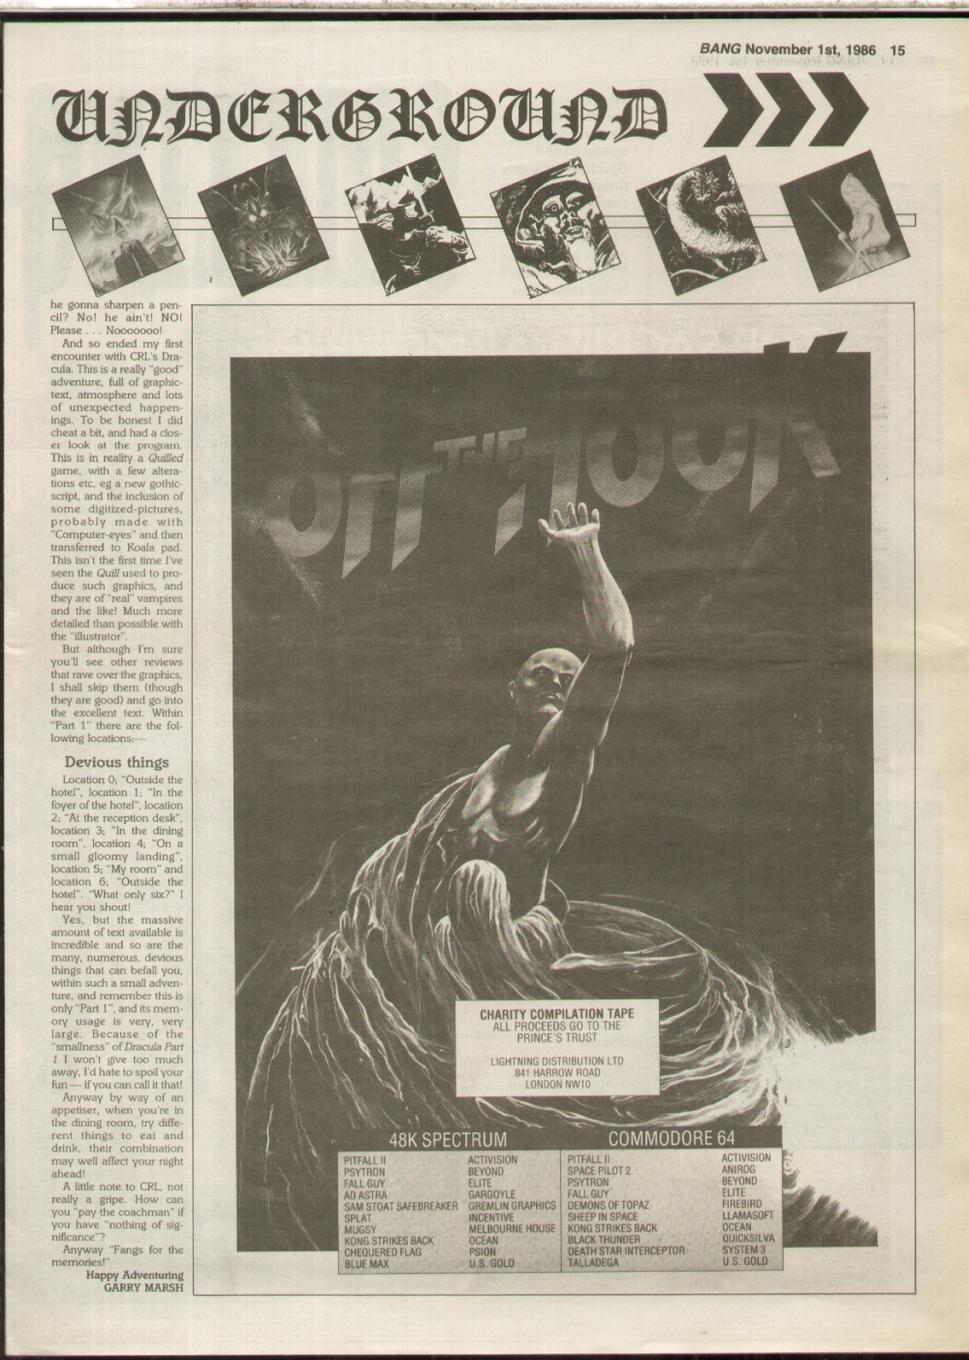 BANG November 1st, 1986 15
UNDERGROUND
he gonna sharpen a pen-
cil? No! he ain't! NO!
Please . . . Nooooooo!
And so ended my first
encounter with CRL's Dra-
cula. This is a really "good"
adventure, full of graphic-
text, atmosphere and lots
of unexpected happen-
ings. To be honest I did
cheat a bit, and had a clos-
er look at the program.
This is in reality a Quilled
game, with a few altera-
tions etc, eg a new gothic-
script, and the inclusion of
some digitized-pictures,
probably made with
"Computer-eyes" and then
transferred to Koala pad.
This isn't the first time I've
seen the Quill used to pro-
duce such graphics, and
they are of "real" vampires
and the like! Much more
detailed than possible with
the "illustrator".
But although I'm sure
you'll see other reviews
that rave over the graphics,
I shall skip them (though
they are good) and go into
the excellent text. Within
"Part 1" there are the fol-
lowing locations:—
Devious things
Location 0; "Outside the
hotel", location 1; "In the
foyer of the hotel", location
2; "At the reception desk",
location 3; "In the dining
room", location 4; "On a
small gloomy landing",
location 5; "My room" and
location 6; "Outside the
hotel". "What only six?" I
hear you shout!
Yes, but the massive
amount of text available is
incredible and so are the
many, numerous, devious
things that can befall you,
within such a small adven-
ture, and remember this is
only "Part 1", and its mem-
ory usage is very, very
large. Because of the
"smallness" of Dracula Part
1 I won't give too much
away, I'd hate to spoil your
fun — if you can call it that!
Anyway by way of an
appetiser, when you're in
the dining room, try diffe-
rent things to eat and
drink, their combination
may well affect your night
ahead!
A little note to CRL, not
really a gripe. How can
you "pay the coachman" if
you have "nothing of sig-
nificance"?
Anyway "Fangs for the
memories!"
Happy Adventuring
GARRY MARSH
OFF THE HOOK
CHARITY COMPILATION TAPE
ALL PROCEEDS GO TO THE
PRINCE'S TRUST
LIGHTNING DISTRIBUTION LTD
841 HARROW ROAD
LONDON NW10
48K SPECTRUM
PITFALL II ACTIVISION
PSYTRON BEYOND
FALL GUY ELITE
AD ASTRA GARGOYLE
SAM STOAT SAFEBREAKER GREMLIN GRAPHICS
SPLAT INCENTIVE
MUGSY MELBOURNE HOUSE
KONG STRIKES BACK OCEAN
CHEQUERED FLAG PSION
BLUE MAX U.S. GOLD
COMMODORE 64
PITFALL II ACTIVISION
SPACE PILOT 2 ANIROG
PSYTRON BEYOND
FALL GUY ELITE
DEMONS OF TOPAZ FIREBIRD
SHEEP IN SPACE LLAMASOFT
KONG STRIKES BACK OCEAN
BLACK THUNDER QUICKSILVA
DEATH STAR INTERCEPTOR SYSTEM 3
TALLADEGA U.S. GOLD